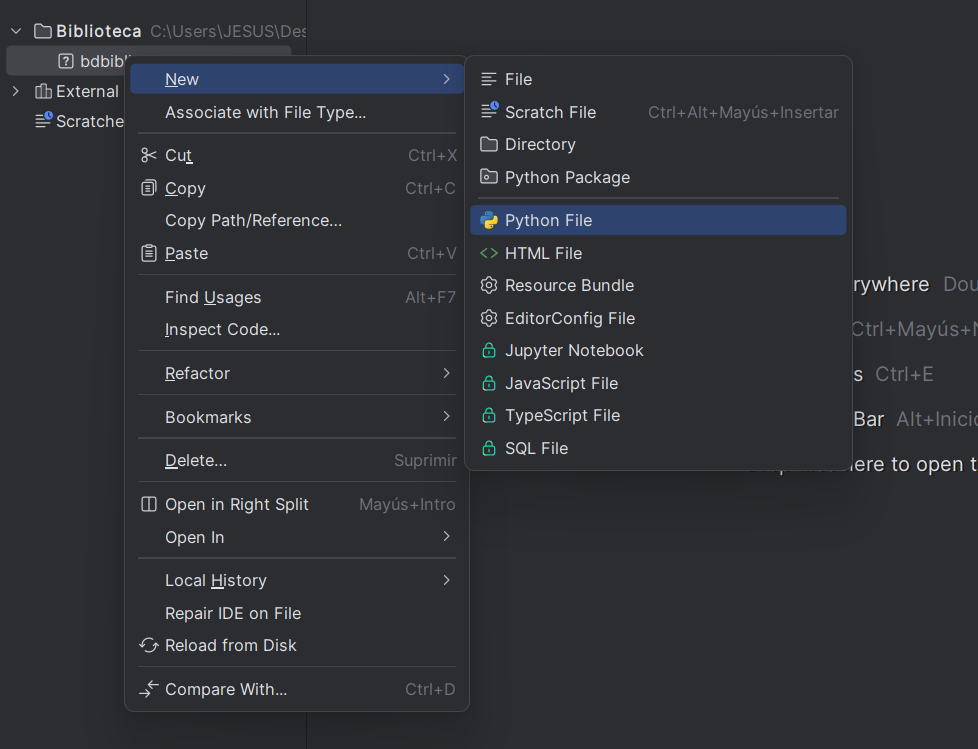 Biblioteca C:\Users\JESUS\Des
bdbibl
External
Scratche
New
Associate with File Type...
Cut Ctrl+X
Copy Ctrl+C
Copy Path/Reference...
Paste Ctrl+V
Find Usages Alt+F7
Inspect Code...
Refactor
Bookmarks
Delete... Suprimir
Open in Right Split Mayús+Intro
Open In
Local History
Repair IDE on File
Reload from Disk
Compare With... Ctrl+D
File
Scratch File Ctrl+Alt+Mayús+Insertar
Directory
Python Package
Python File
HTML File
Resource Bundle
EditorConfig File
Jupyter Notebook
JavaScript File
TypeScript File
SQL File
rywhere Dou
Ctrl+Mayús+N
s Ctrl+E
Bar Alt+Inicio
ere to open t